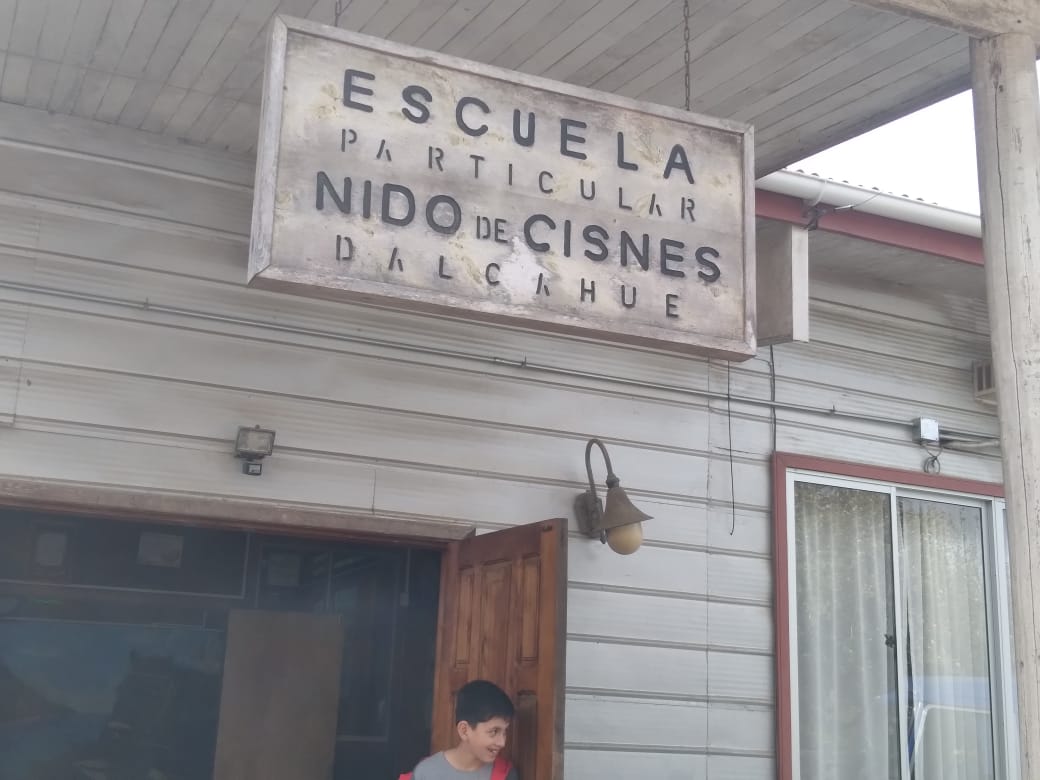 ESCUELA
PARTICULAR
NIDO DE CISNES
DALCAHUE